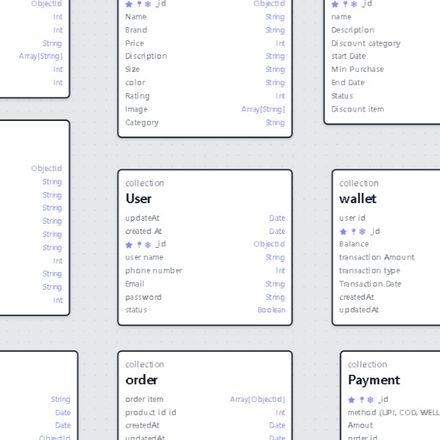 ObjectId
Int
Int
String
Array[String]
Int
Int
_id ObjectId
Name String
Brand String
Price Int
Discription String
Size String
color String
Rating Int
Image Array[String]
Category String
_id
name
Description
Discount category
start Date
Min Purchase
End Date
Status
Discount item
ObjectId
String
String
String
String
String
String
Int
String
String
Int
collection
User
updateAt Date
created At Date
_id ObjectId
user name String
phone number Int
Email String
password String
status Boolean
collection
wallet
user id
_id
Balance
transaction Amount
transaction type
Transaction Date
createdAt
updatedAt
String
Date
Date
ObjectId
collection
order
order item Array[ObjectId]
product id id Int
createdAt Date
updatedAt Date
collection
Payment
_id
method (UPI, COD, WELL
Amout
order id